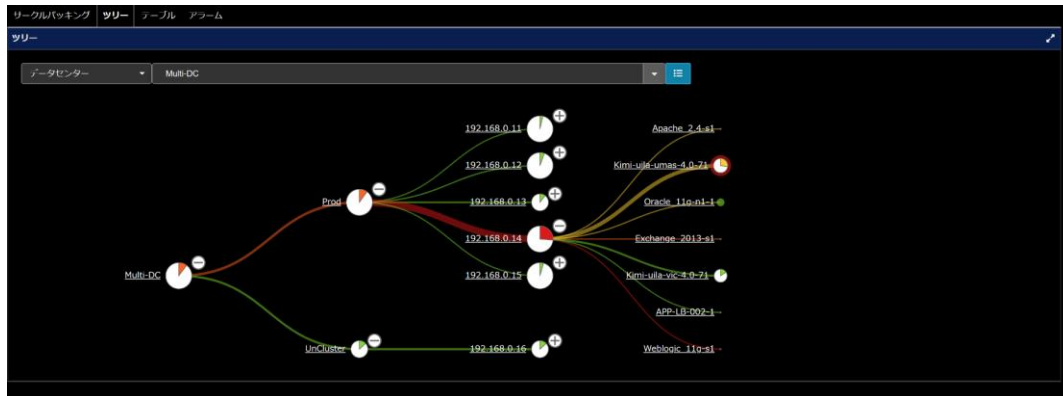 サークルパッキング ツリー テーブル アラーム
ツリー
データセンター Multi-DC
192.168.0.11 Apache_2.4-s1
192.168.0.12 Kimi-uila-umas-4.0-71
Prod 192.168.0.13 Oracle_11g-n1-1
192.168.0.14 Exchange_2013-s1
Multi-DC 192.168.0.15 Kimi-uila-vic-4.0-71
APP-LB-002-1
UnCluster 192.168.0.16 Weblogic_11g-s1